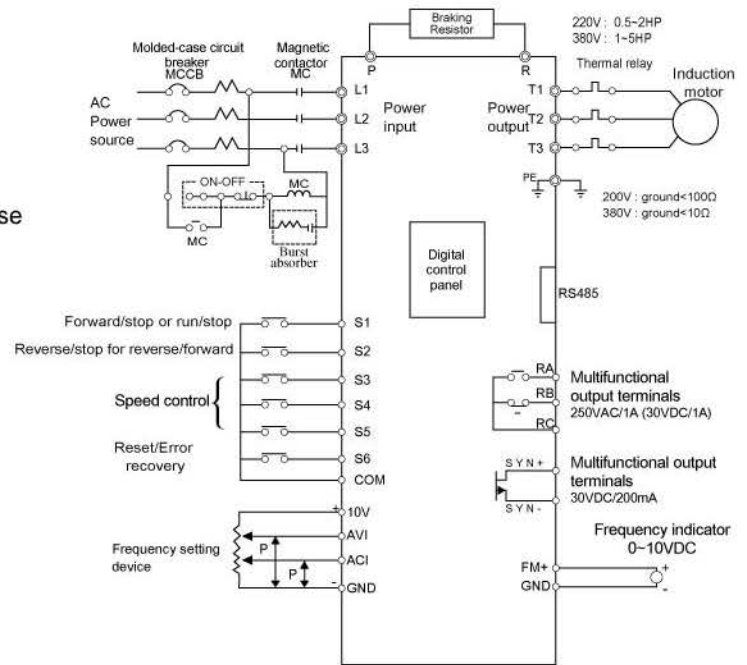 Braking
Resistor
P
R
220V : 0.5~2HP
380V : 1~5HP
Molded-case circuit
breaker
MCCB
Magnetic
contactor
MC
Thermal relay
Induction
motor
AC
Power
source
L1
L2
L3
Power
input
Power
output
T1
T2
T3
PE
200V : ground<100Ω
380V : ground<10Ω
ON-OFF
MC
MC
Burst
absorber
se
Digital
control
panel
RS485
Forward/stop or run/stop
S1
Reverse/stop for reverse/forward
S2
S3
Speed control
S4
S5
Reset/Error
recovery
S6
COM
RA
RB
RC
Multifunctional
output terminals
250VAC/1A (30VDC/1A)
SYN+
SYN-
Multifunctional output
terminals
30VDC/200mA
+
10V
AVI
ACI
-
GND
P
P
Frequency setting
device
Frequency indicator
0~10VDC
FM+
GND
+
-